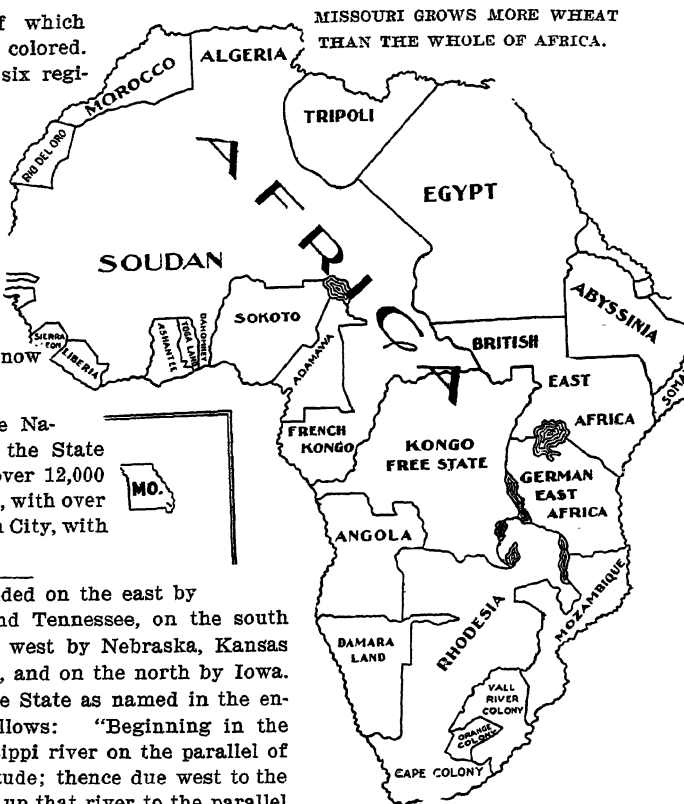 f which
colored.
six regi-
MISSOURI GROWS MORE WHEAT
THAN THE WHOLE OF AFRICA.
MOROCCO
ALGERIA
TRIPOLI
RIO DEL ORO
EGYPT
AFRICA
SOUDAN
ABYSSINIA
SOKOTO
ADAMAWA
SIERRA
LIBERIA
ASHANTEE
TOGA LAND
DAHOMEY
BRITISH
EAST
AFRICA
SOMA
now
FRENCH
KONGO
KONGO
FREE STATE
GERMAN
EAST
AFRICA
e Na-
the State
over 12,000
, with over
n City, with
MO.
ANGOLA
MOZAMBIQUE
RHODESIA
DAMARA
LAND
VALL
RIVER
COLONY
ORANGE
COLONY
CAPE COLONY
ded on the east by
nd Tennessee, on the south
west by Nebraska, Kansas
, and on the north by Iowa.
e State as named in the en-
llows: "Beginning in the
sippi river on the parallel of
tude; thence due west to the
up that river to the parallel